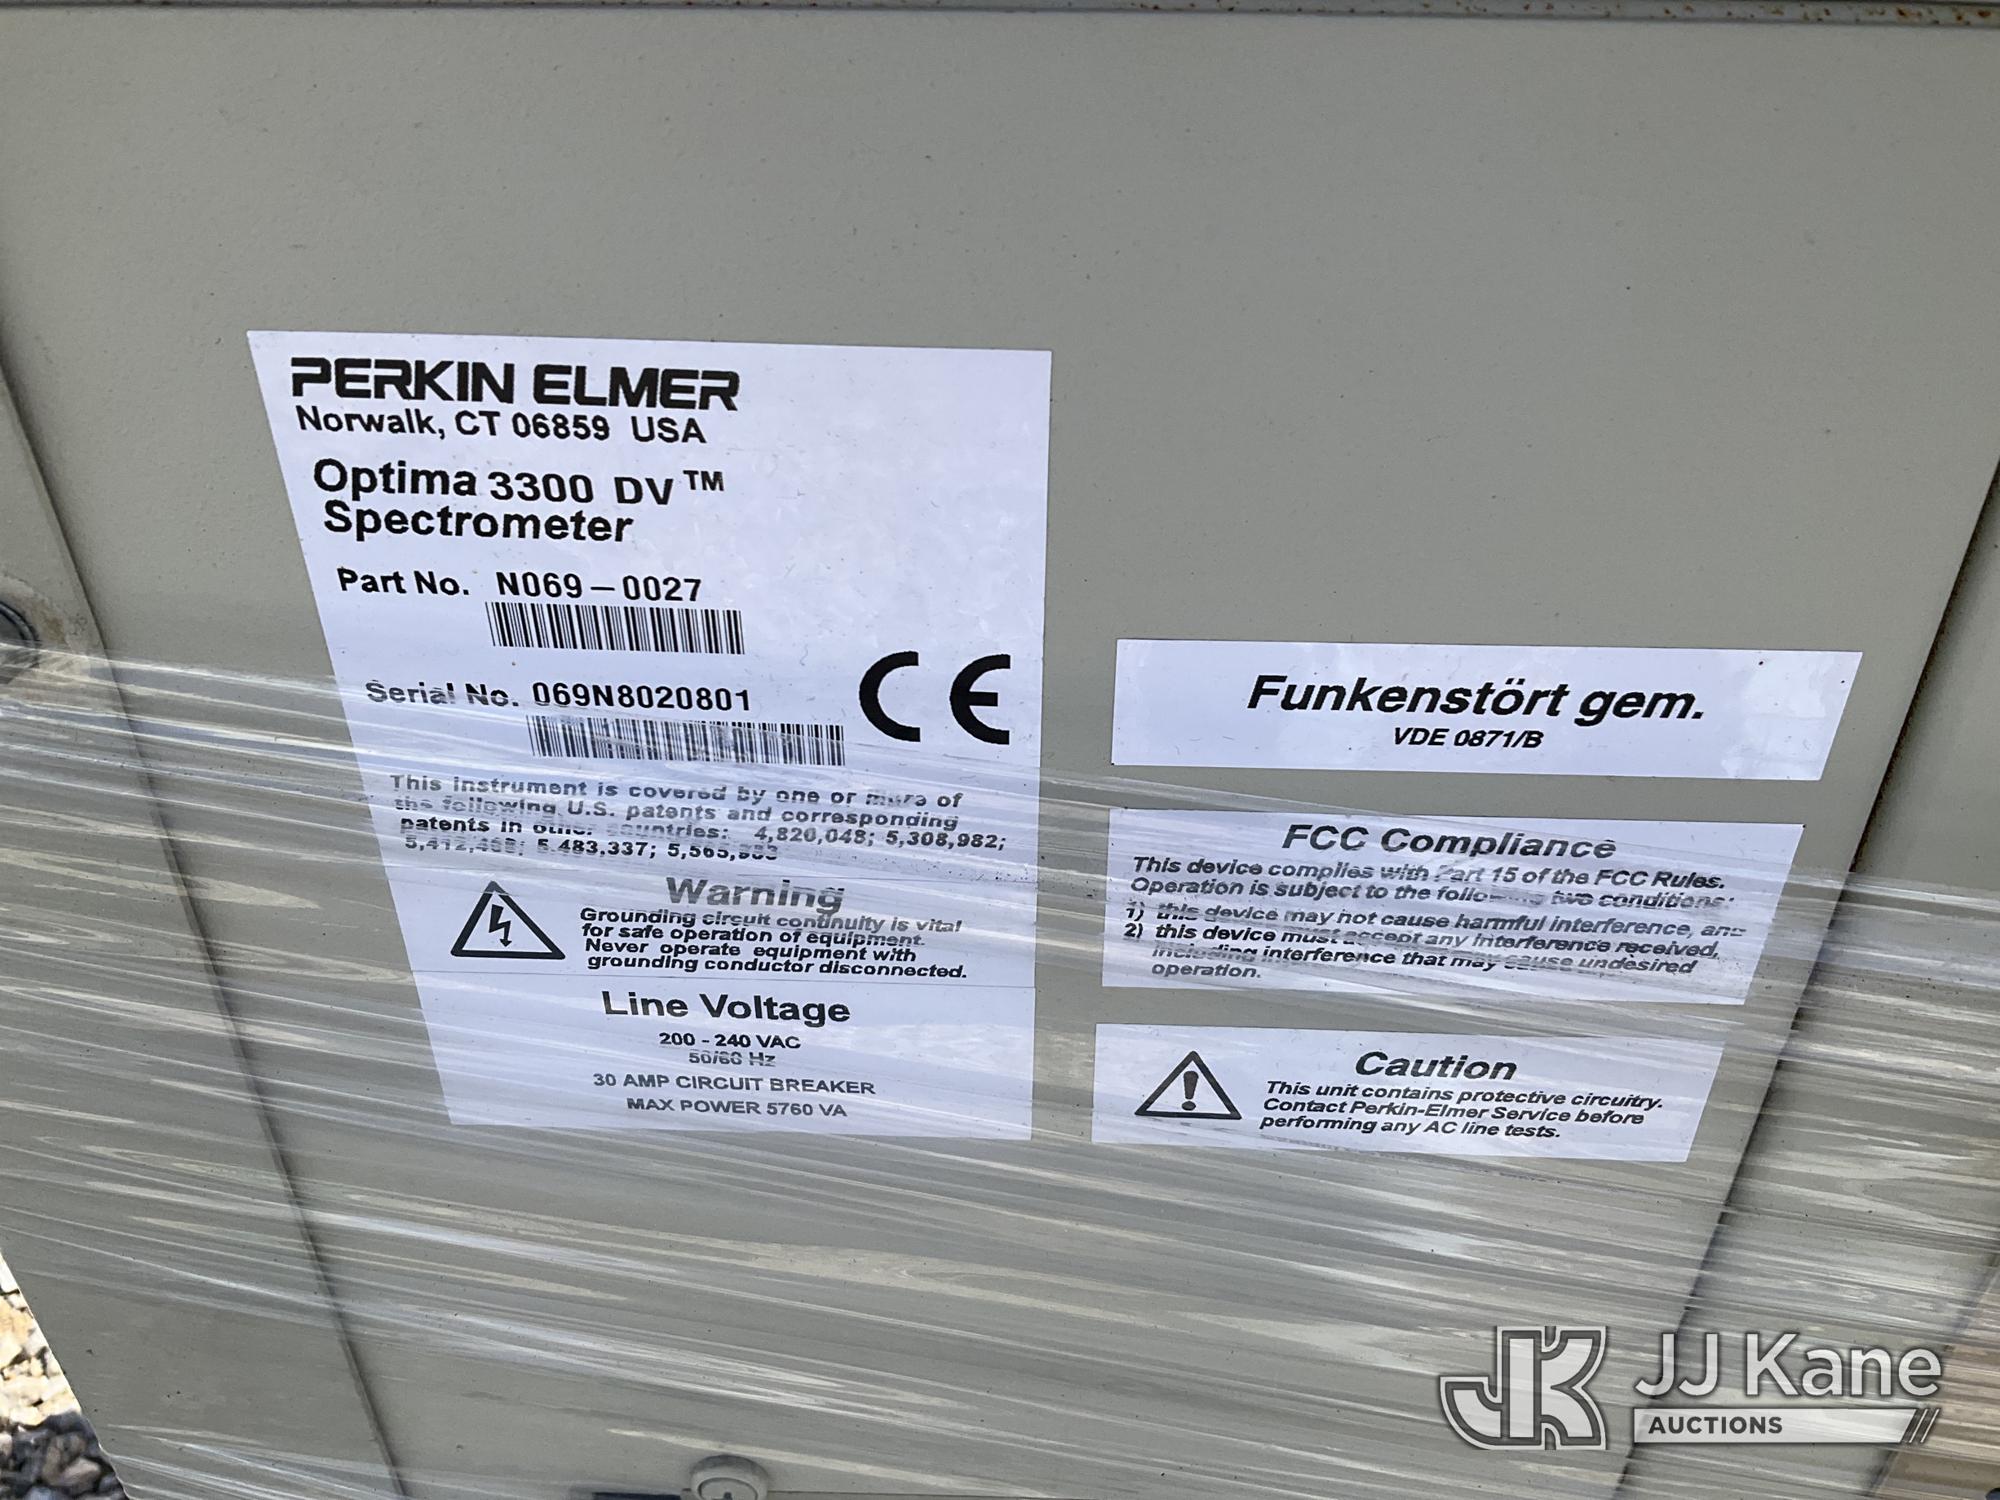 PERKIN ELMER
Norwalk, CT 06859 USA
Optima 3300 DV™
Spectrometer
Part No. N069-0027
Serial No. 069N8020801
CE
This instrument is covered by one or more of
the following U.S. patents and corresponding
patents in other countries: 4,820,048; 5,308,982;
5,483,337;
Warning
Grounding circuit continuity is vital
for safe operation of equipment.
Never operate equipment with
grounding conductor disconnected.
Line Voltage
200 - 240 VAC
50/60 Hz
30 AMP CIRCUIT BREAKER
MAX POWER 5760 VA
Funkenstört gem.
VDE 0871/B
FCC Compliance
This device complies with Part 15 of the FCC Rules.
Operation is subject to the following two conditions:
1) this device may not cause harmful interference, and
2) this device must accept any interference received,
including interference that may cause undesired
operation.
Caution
This unit contains protective circuitry.
Contact Perkin-Elmer Service before
performing any AC line tests.
JK JJ Kane
AUCTIONS